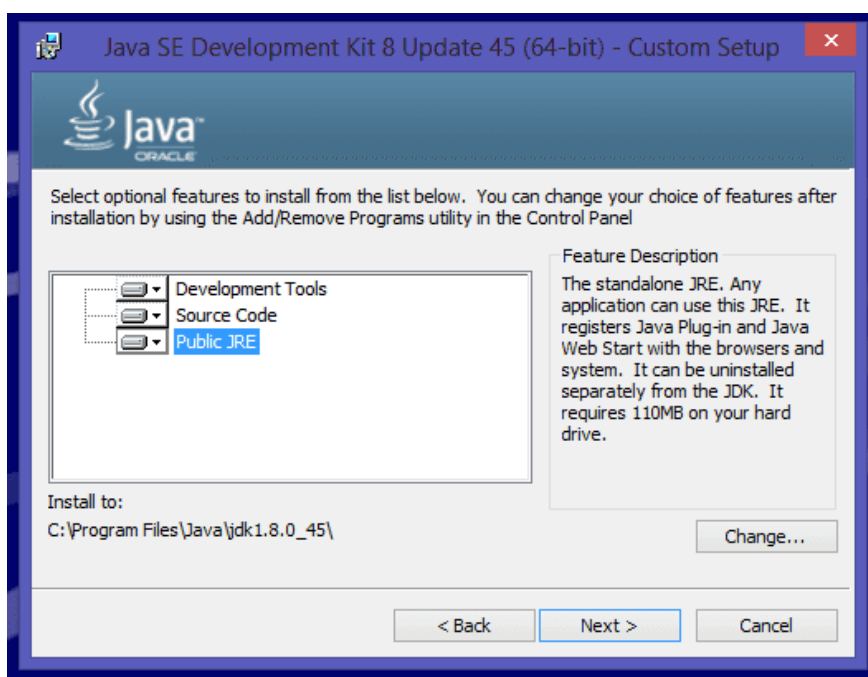 Java SE Development Kit 8 Update 45 (64-bit) - Custom Setup
Java™
ORACLE
Select optional features to install from the list below.  You can change your choice of features after
installation by using the Add/Remove Programs utility in the Control Panel
Development Tools
Source Code
Public JRE
Feature Description
The standalone JRE. Any
application can use this JRE.  It
registers Java Plug-in and Java
Web Start with the browsers and
system.  It can be uninstalled
separately from the JDK.  It
requires 110MB on your hard
drive.
Install to:
C:\Program Files\Java\jdk1.8.0_45\
Change...
< Back
Next >
Cancel